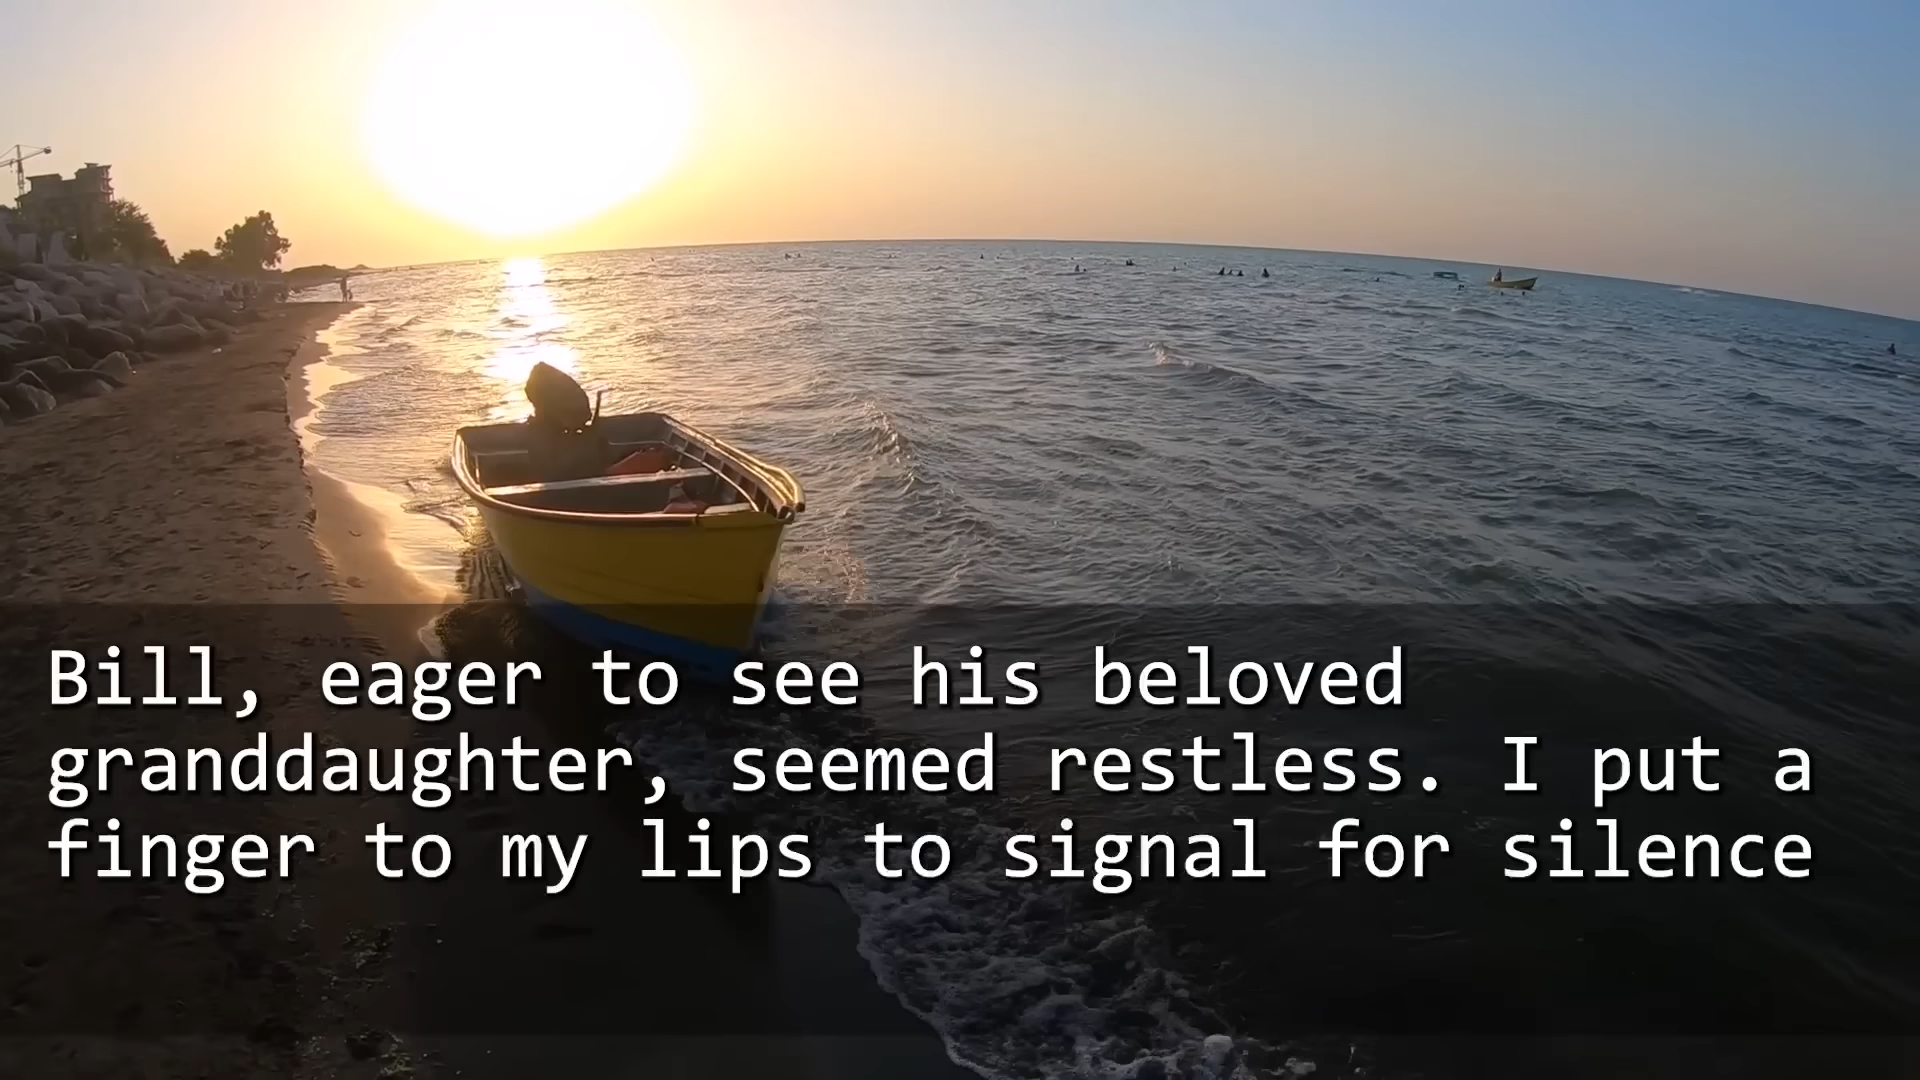 Bill, eager to see his beloved
granddaughter, seemed restless. I put a
finger to my lips to signal for silence